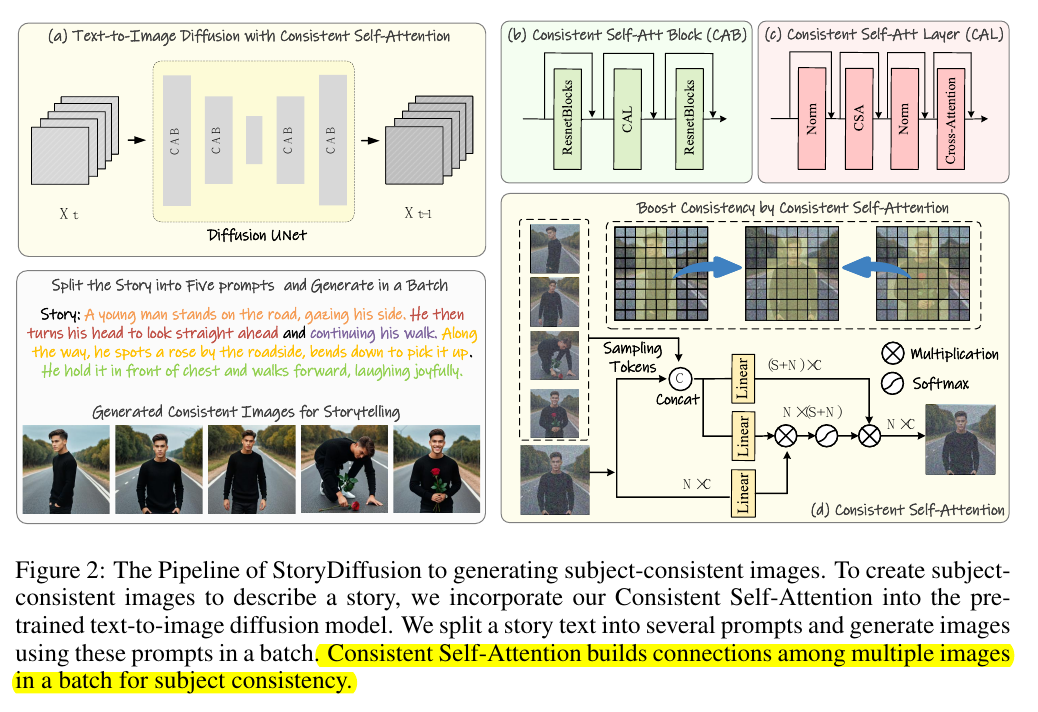 (a) Text-to-Image Diffusion with Consistent Self-Attention
CAB
CAB
CAB
CAB
X t
X t-1
Diffusion UNet
(b) Consistent Self-Att Block (CAB)
ResnetBlocks
CAL
ResnetBlocks
(c) Consistent Self-Att Layer (CAL)
Norm
CSA
Norm
Cross-Attention
Split the Story into Five prompts and Generate in a Batch
Story: A young man stands on the road, gazing his side. He then
turns his head to look straight ahead and continuing his walk. Along
the way, he spots a rose by the roadside, bends down to pick it up.
He hold it in front of chest and walks forward, laughing joyfully.
Generated Consistent Images for Storytelling
Boost Consistency by Consistent Self-Attention
Sampling
Tokens
C
Concat
Linear
(S+N)×C
Multiplication
Softmax
Linear
N×(S+N)
N×C
N×C
Linear
(d) Consistent Self-Attention
Figure 2: The Pipeline of StoryDiffusion to generating subject-consistent images. To create subject-
consistent images to describe a story, we incorporate our Consistent Self-Attention into the pre-
trained text-to-image diffusion model. We split a story text into several prompts and generate images
using these prompts in a batch. Consistent Self-Attention builds connections among multiple images
in a batch for subject consistency.